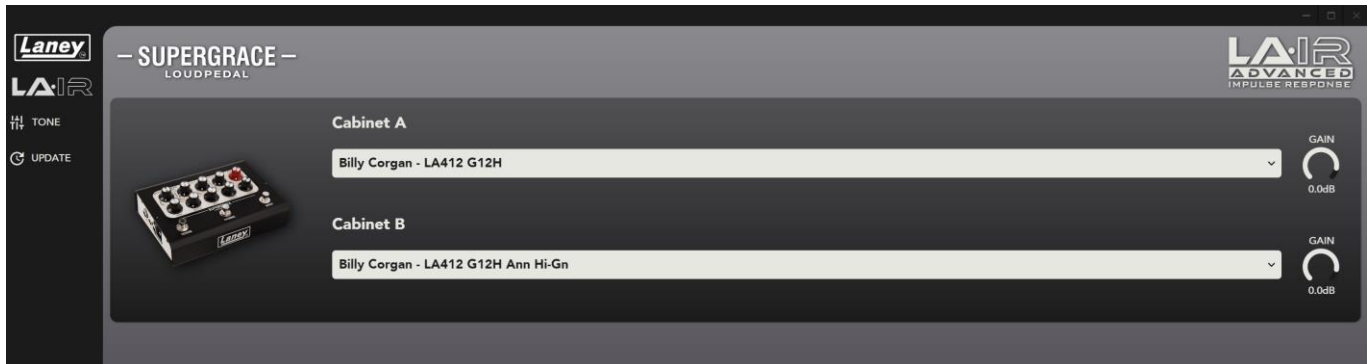 Laney
LA·IR
TONE
UPDATE
– SUPERGRACE –
LOUDPEDAL
LA·IR
ADVANCED
IMPULSE RESPONSE
Cabinet A
Billy Corgan - LA412 G12H
GAIN
0.0dB
Laney
Cabinet B
Billy Corgan - LA412 G12H Ann Hi-Gn
GAIN
0.0dB